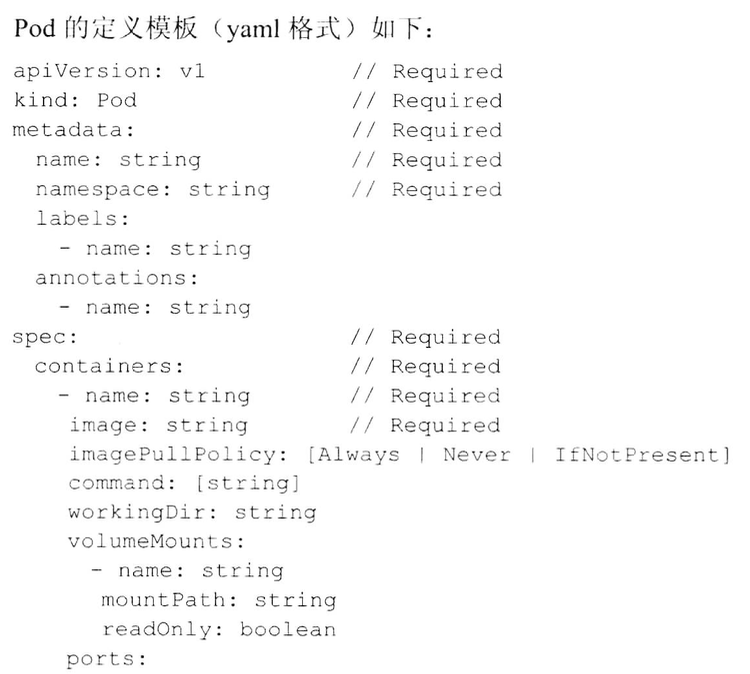 Pod 的定义模板（yaml 格式）如下：
apiVersion: v1 // Required
kind: Pod // Required
metadata: // Required
name: string // Required
namespace: string // Required
labels:
- name: string
annotations:
- name: string
spec: // Required
containers: // Required
- name: string // Required
image: string // Required
imagePullPolicy: [Always | Never | IfNotPresent]
command: [string]
workingDir: string
volumeMounts:
- name: string
mountPath: string
readOnly: boolean
ports: